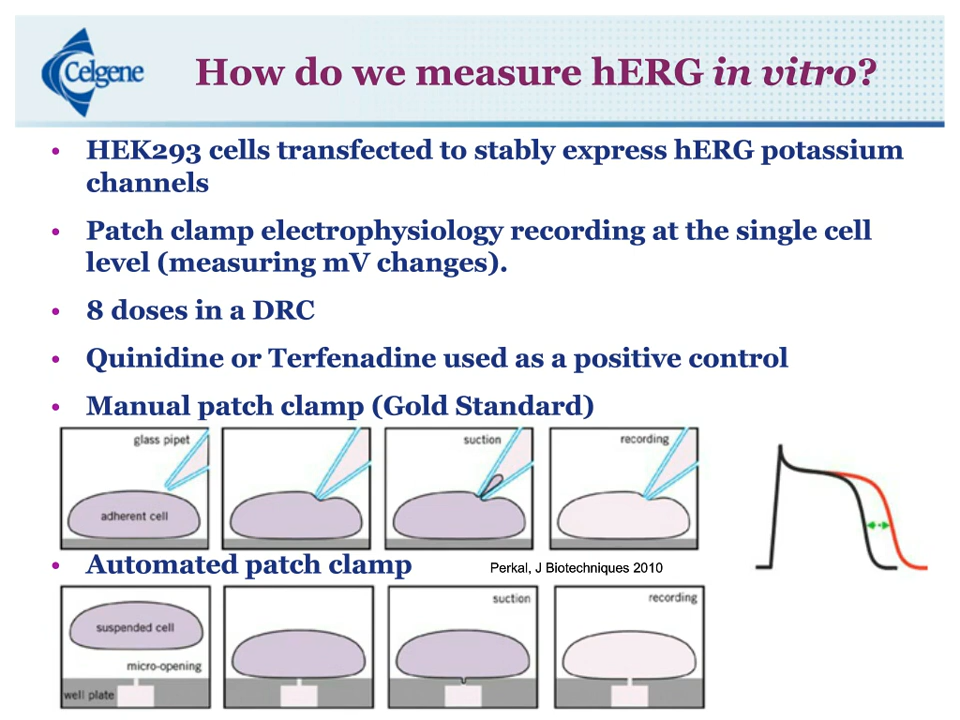 Celgene
How do we measure hERG in vitro?
• HEK293 cells transfected to stably express hERG potassium
channels
• Patch clamp electrophysiology recording at the single cell
level (measuring mV changes).
• 8 doses in a DRC
• Quinidine or Terfenadine used as a positive control
• Manual patch clamp (Gold Standard)
glass pipet
suction
recording
adherent cell
• Automated patch clamp
Perkal, J Biotechniques 2010
suction
recording
suspended cell
micro-opening
well plate